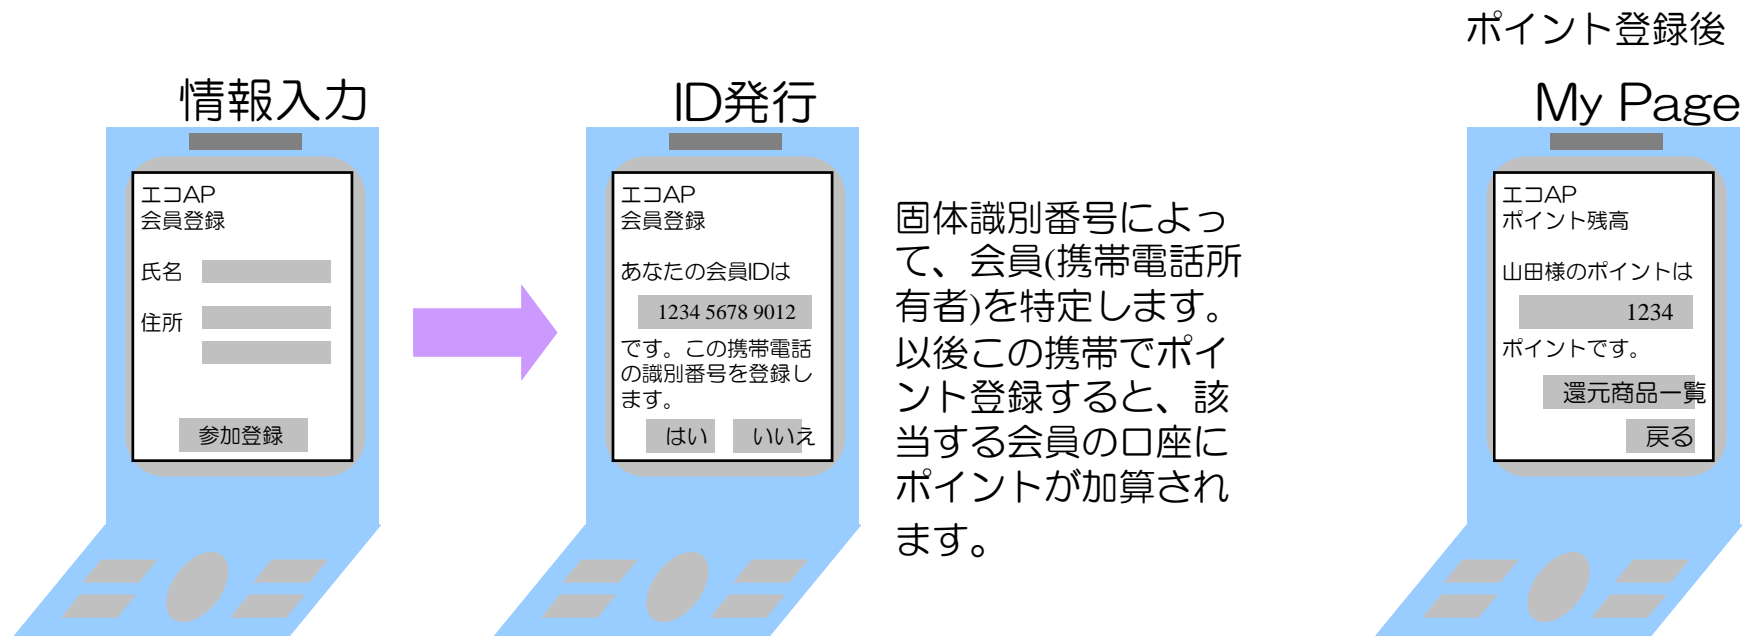 ポイント登録後
情報入力
エコAP
会員登録
氏名
住所
参加登録
ID発行
エコAP
会員登録
あなたの会員IDは
1234 5678 9012
です。この携帯電話
の識別番号を登録し
ます。
はい
いいえ
固体識別番号によっ
て、会員(携帯電話所
有者)を特定します。
以後この携帯でポイ
ント登録すると、該
当する会員の口座に
ポイントが加算され
ます。
My Page
エコAP
ポイント残高
山田様のポイントは
1234
ポイントです。
還元商品一覧
戻る